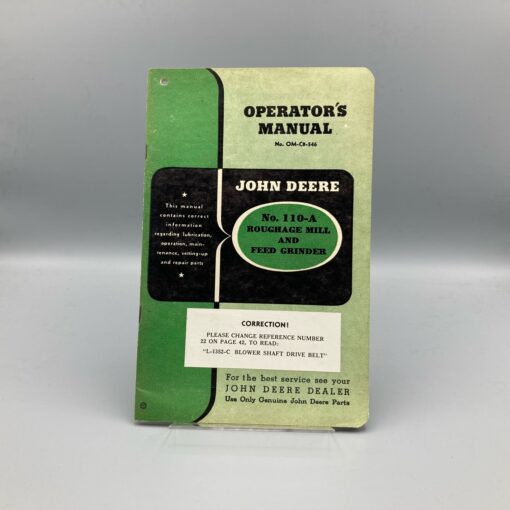 OPERATOR'S
MANUAL
No. OM-C8-546
JOHN DEERE
No. 110-A
ROUGHAGE MILL
AND
FEED GRINDER
This manual
contains correct
information
regarding lubrication,
operation, main-
tenance, setting-up
and repair parts
CORRECTION!
PLEASE CHANGE REFERENCE NUMBER
22 ON PAGE 42, TO READ:
"L-1352-C BLOWER SHAFT DRIVE BELT"
For the best service see your
JOHN DEERE DEALER
Use Only Genuine John Deere Parts